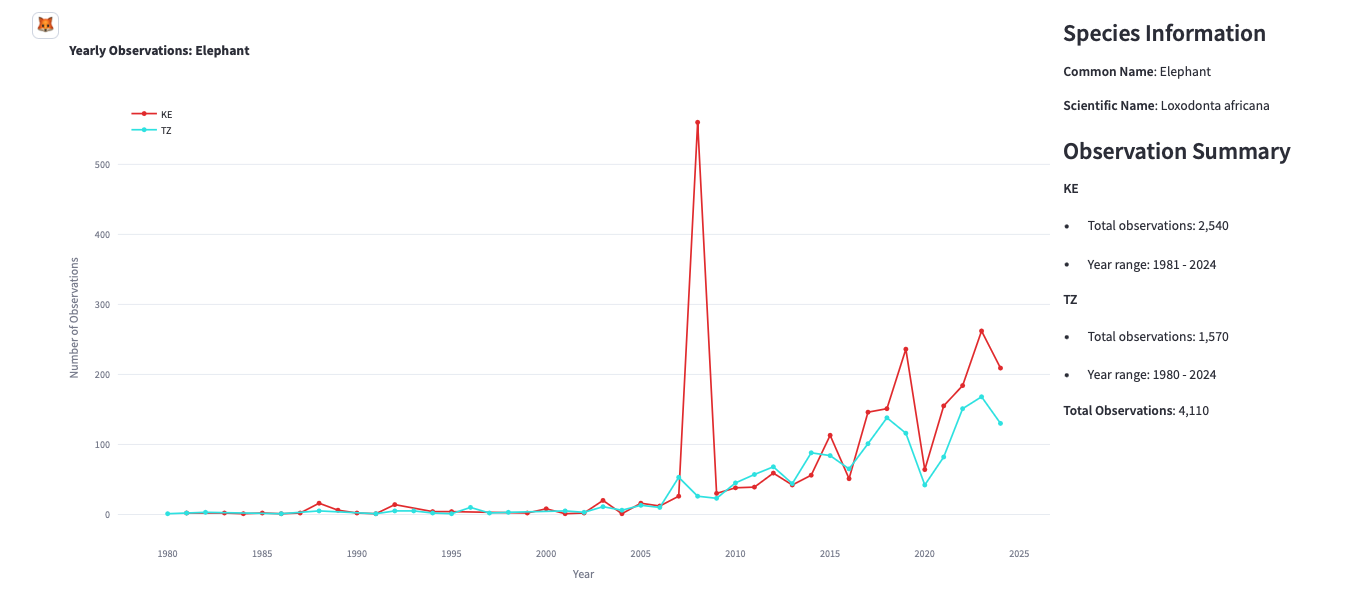 Yearly Observations: Elephant
KE
TZ
Number of Observations
500
400
300
200
100
0
1980 1985 1990 1995 2000 2005 2010 2015 2020 2025
Year
Species Information
Common Name: Elephant
Scientific Name: Loxodonta africana
Observation Summary
KE
• Total observations: 2,540
• Year range: 1981 - 2024
TZ
• Total observations: 1,570
• Year range: 1980 - 2024
Total Observations: 4,110